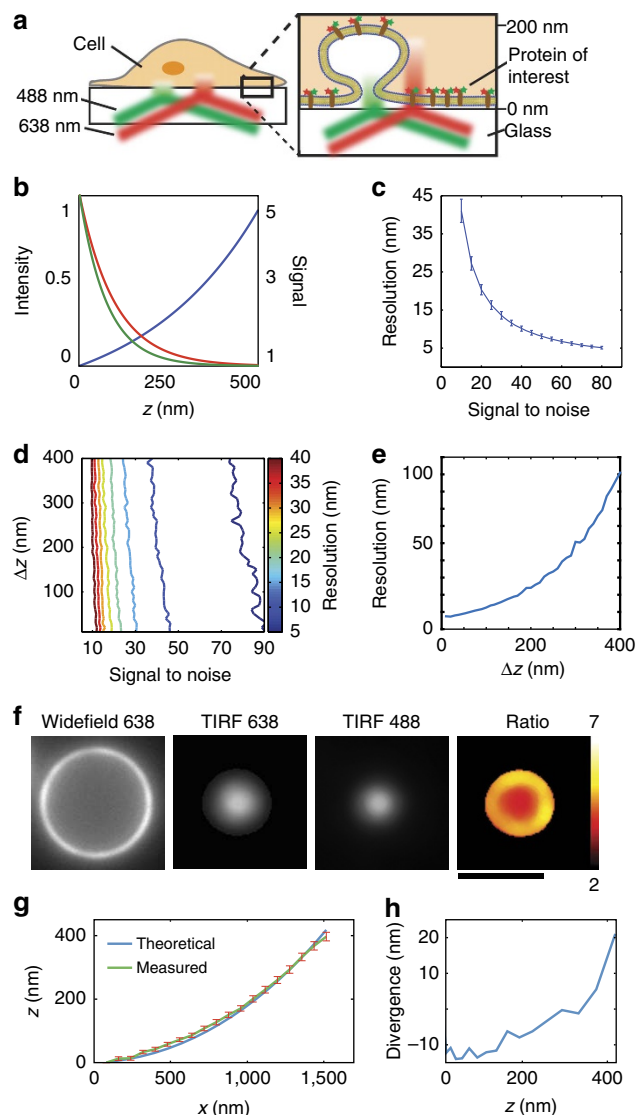 a
Cell
488 nm
638 nm
200 nm
Protein of
interest
0 nm
Glass
b
Intensity
1
0.5
0
Signal
5
3
1
0
250
500
z (nm)
c
Resolution (nm)
45
35
25
15
5
20
40
60
80
Signal to noise
d
Δz (nm)
400
300
200
100
10
30
50
70
90
Signal to noise
40
35
30
25
20
15
10
5
Resolution (nm)
e
Resolution (nm)
100
50
0
0
200
400
Δz (nm)
f
Widefield 638
TIRF 638
TIRF 488
Ratio
7
2
g
z (nm)
400
200
0
Theoretical
Measured
0
500
1,000
1,500
x (nm)
h
Divergence (nm)
20
10
−10
0
200
400
z (nm)